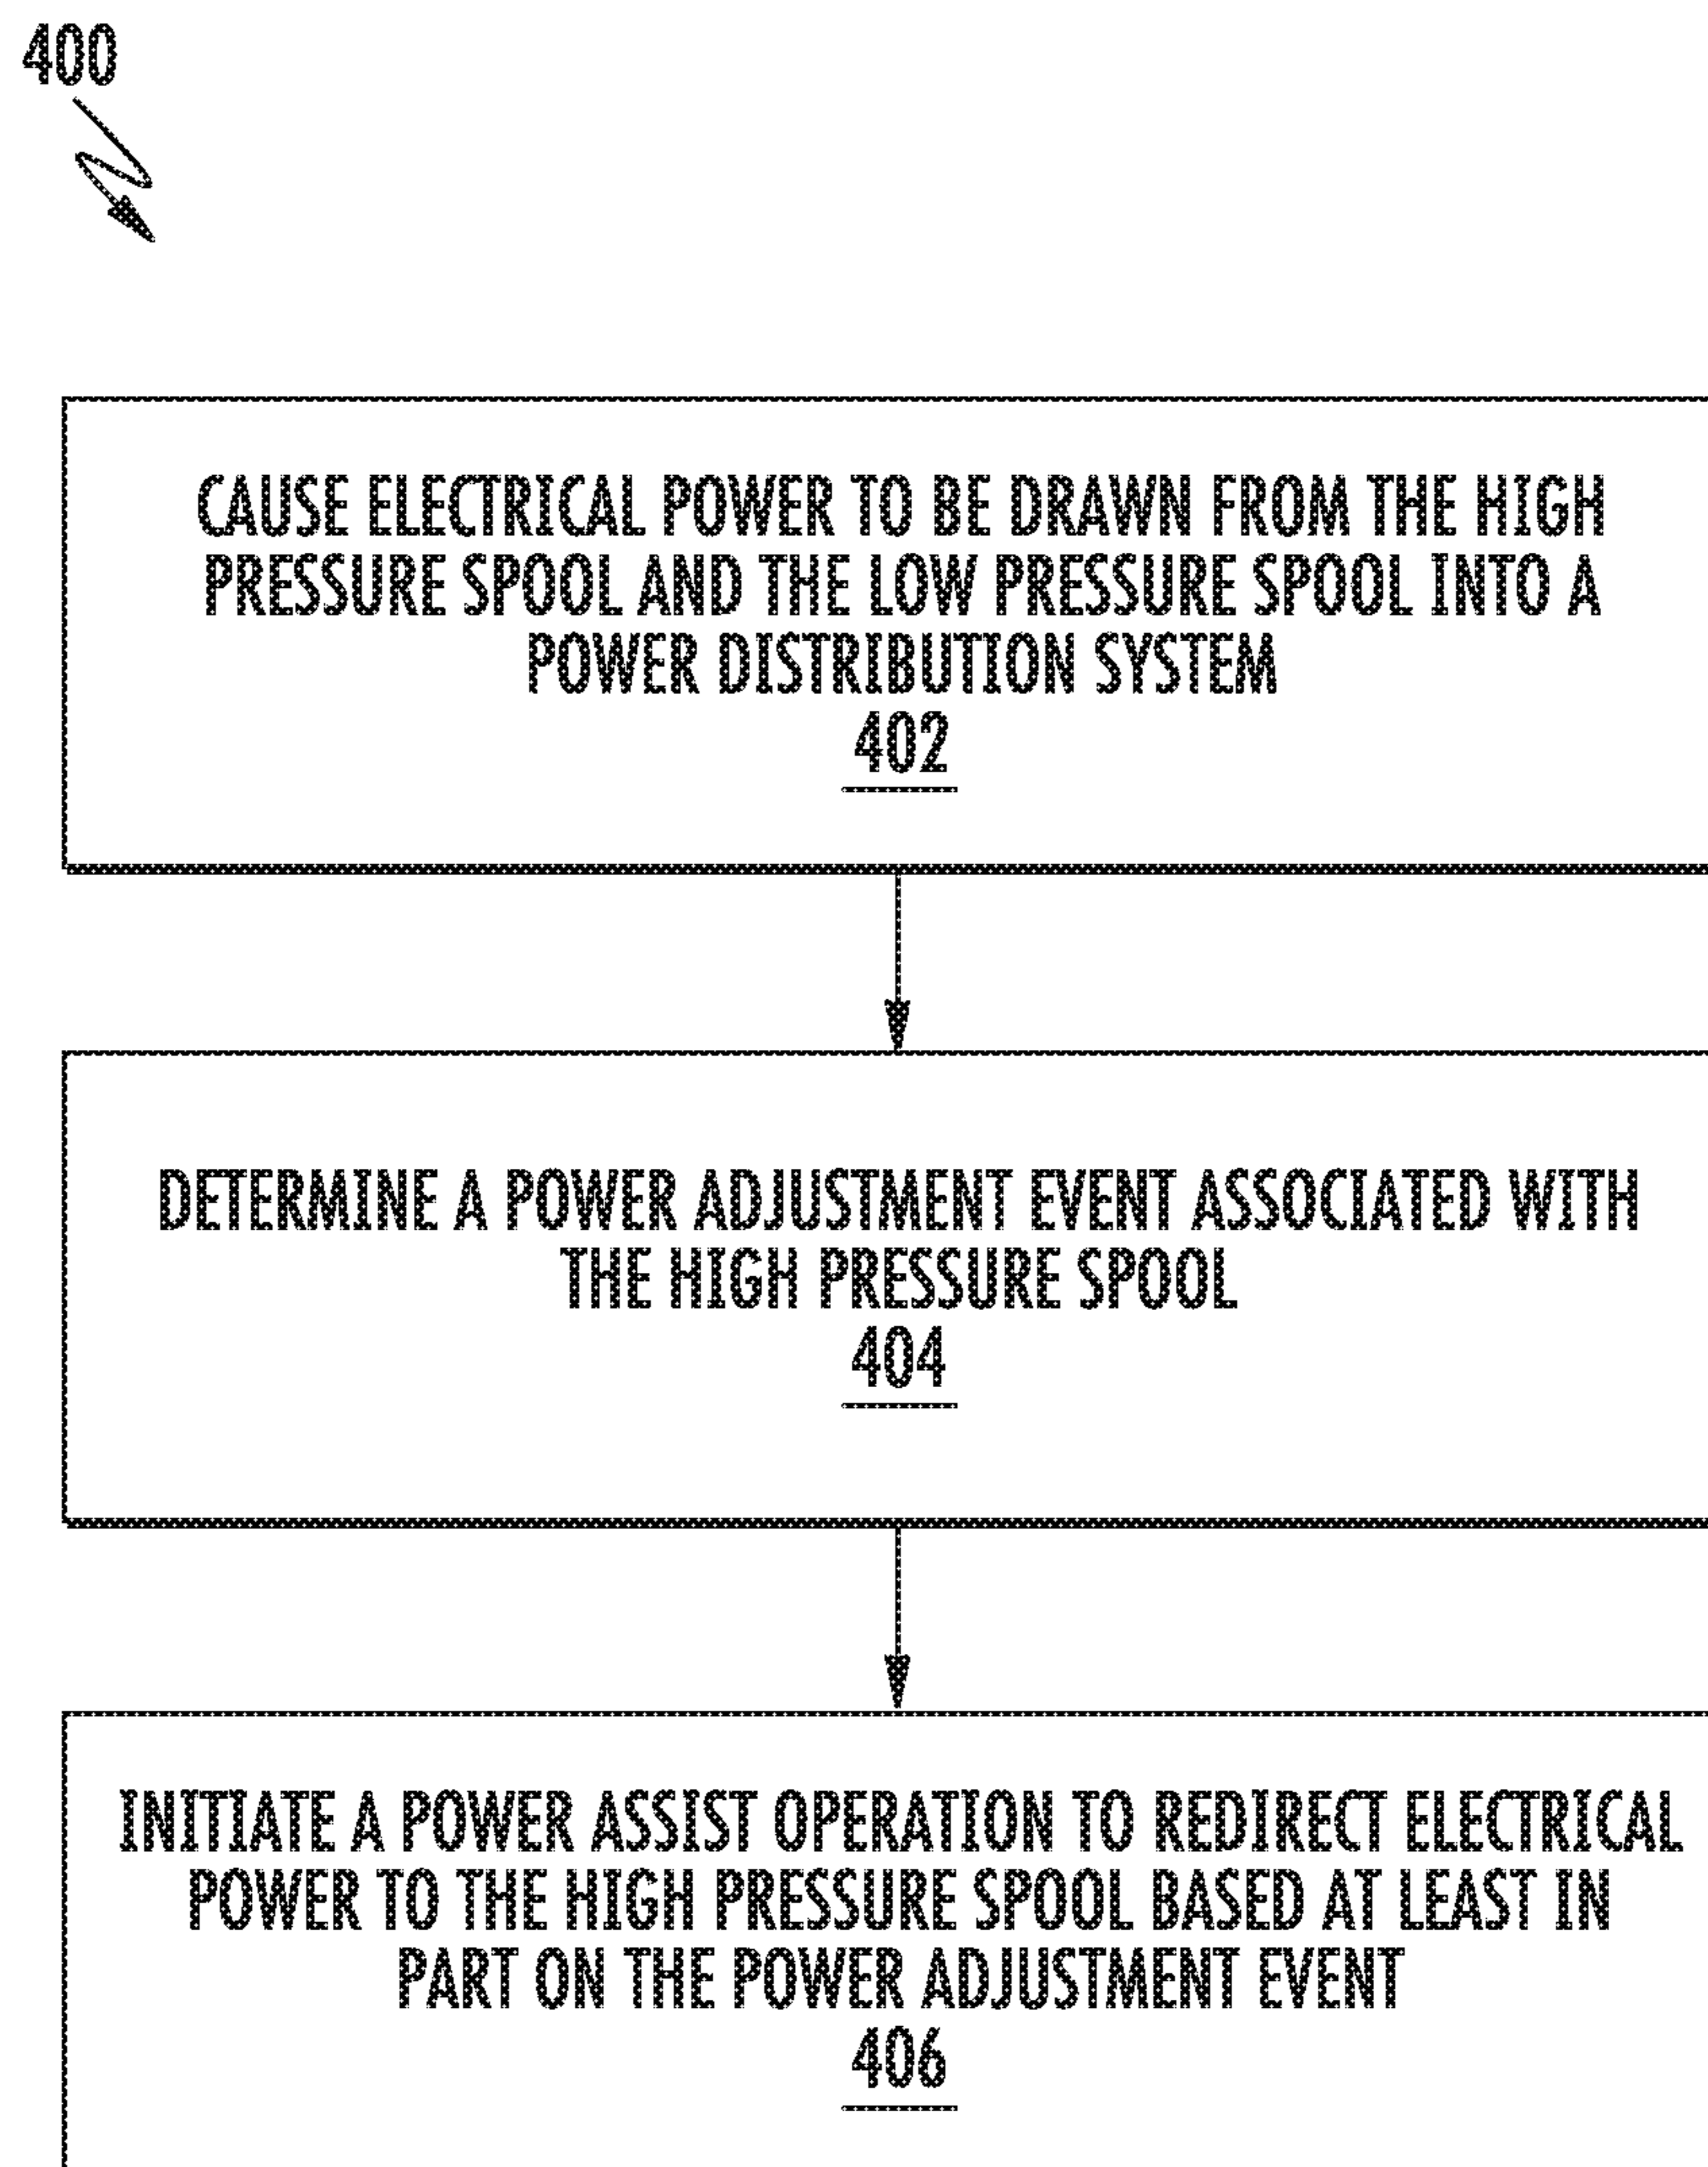 400
CAUSE ELECTRICAL POWER TO BE DRAWN FROM THE HIGH
PRESSURE SPOOL AND THE LOW PRESSURE SPOOL INTO A
POWER DISTRIBUTION SYSTEM
402
DETERMINE A POWER ADJUSTMENT EVENT ASSOCIATED WITH
THE HIGH PRESSURE SPOOL
404
INITIATE A POWER ASSIST OPERATION TO REDIRECT ELECTRICAL
POWER TO THE HIGH PRESSURE SPOOL BASED AT LEAST IN
PART ON THE POWER ADJUSTMENT EVENT
406